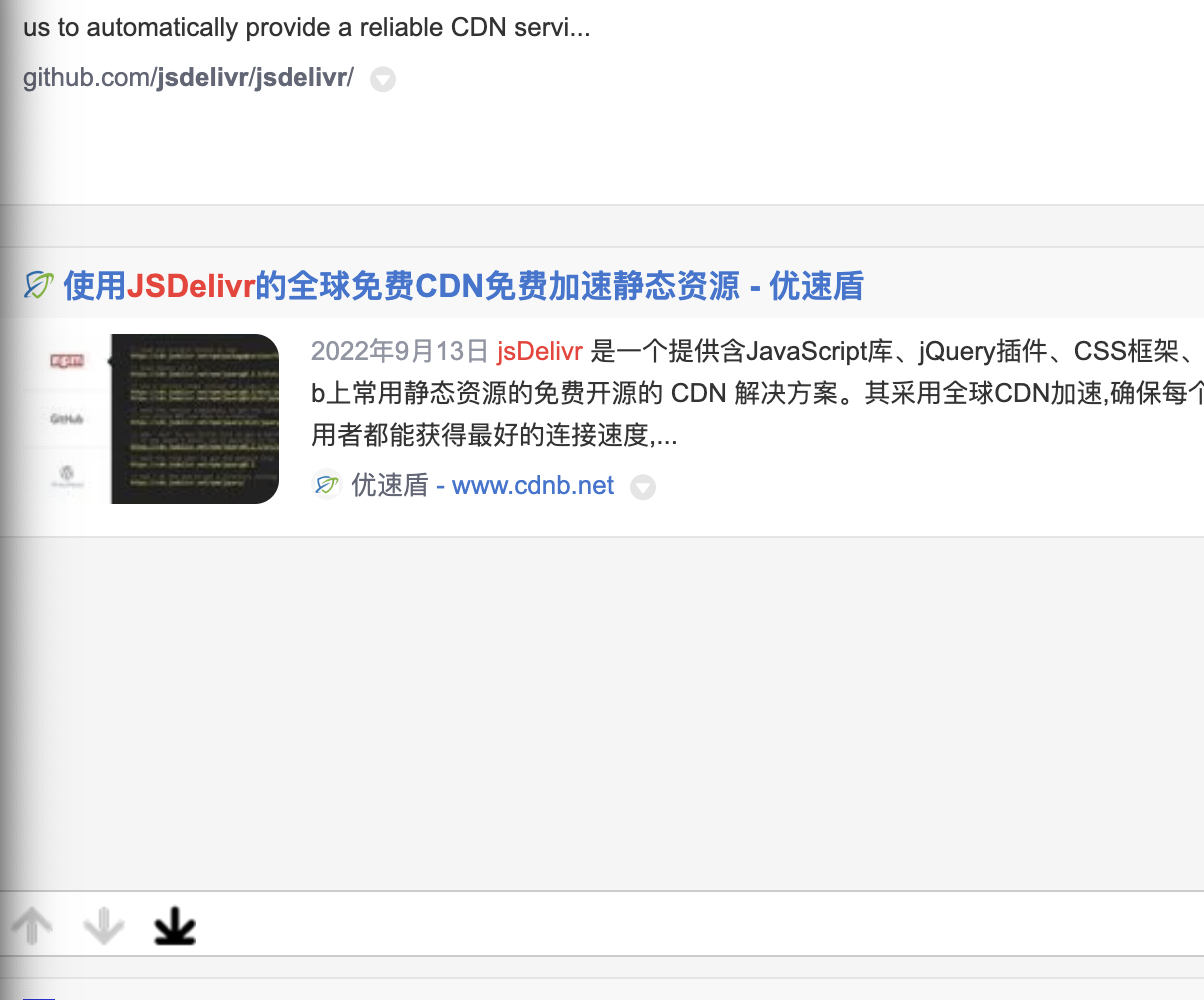 us to automatically provide a reliable CDN servi...
github.com/jsdelivr/jsdelivr/
使用JSDelivr的全球免费CDN免费加速静态资源 - 优速盾
npm
GitHub
2022年9月13日 jsDelivr 是一个提供含JavaScript库、jQuery插件、CSS框架、
b上常用静态资源的免费开源的 CDN 解决方案。其采用全球CDN加速,确保每个
用者都能获得最好的连接速度,...
优速盾 - www.cdnb.net